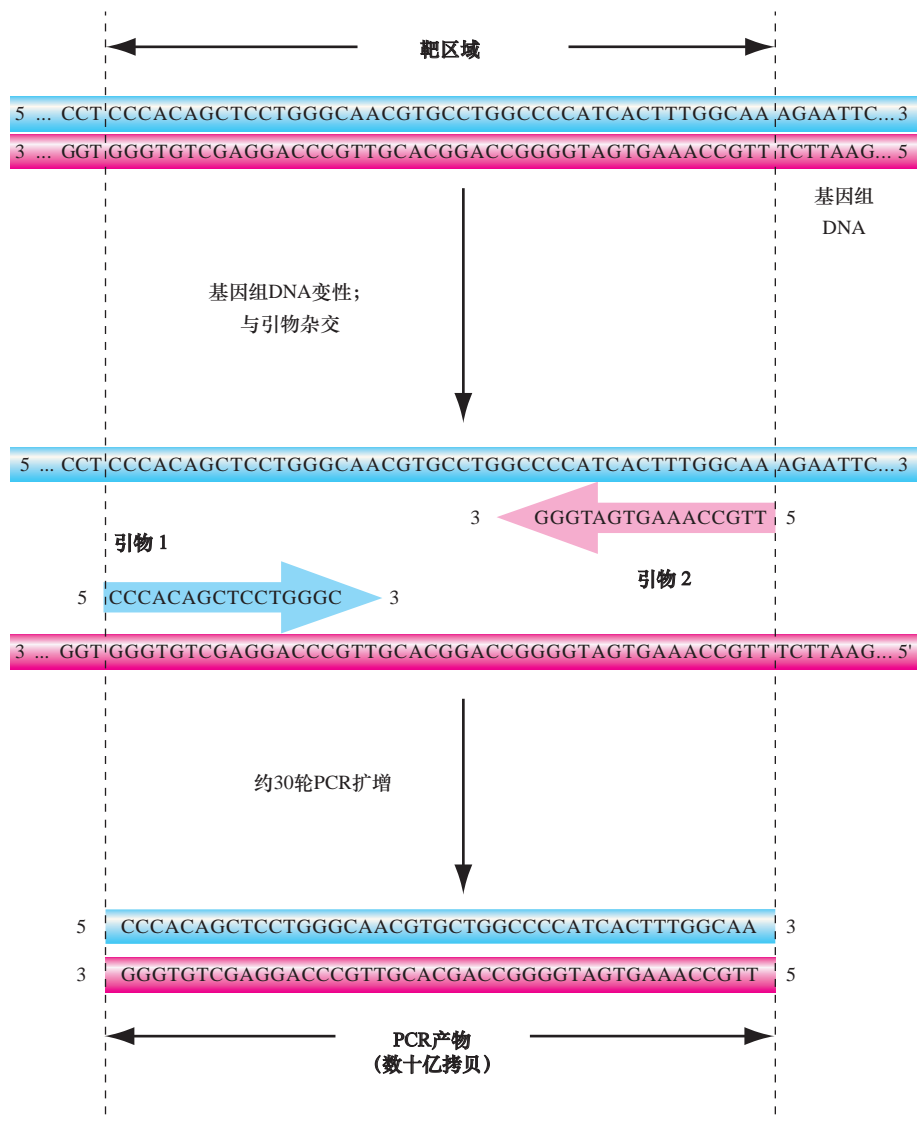 靶区域
5 ... CCT CCCACAGCTCCTGGGCAACGTGCCTGGCCCCATCACTTTGGCAA AGAATTC...3
3 ... GGT GGGTGTCGAGGACCCGTTGCACGGACCGGGGTAGTGAAACCGTT TCTTAAG... 5
基因组
DNA
基因组DNA变性；
与引物杂交
5 ... CCT CCCACAGCTCCTGGGCAACGTGCCTGGCCCCATCACTTTGGCAA AGAATTC...3
3 GGGTAGTGAAACCGTT 5
引物 1
引物 2
5 CCCACAGCTCCTGGGC 3
3 ... GGT GGGTGTCGAGGACCCGTTGCACGGACCGGGGTAGTGAAACCGTT TCTTAAG... 5'
约30轮PCR扩增
5 CCCACAGCTCCTGGGCAACGTGCTGGCCCCATCACTTTGGCAA 3
3 GGGTGTCGAGGACCCGTTGCACGACCGGGGTAGTGAAACCGTT 5
PCR产物
（数十亿拷贝）